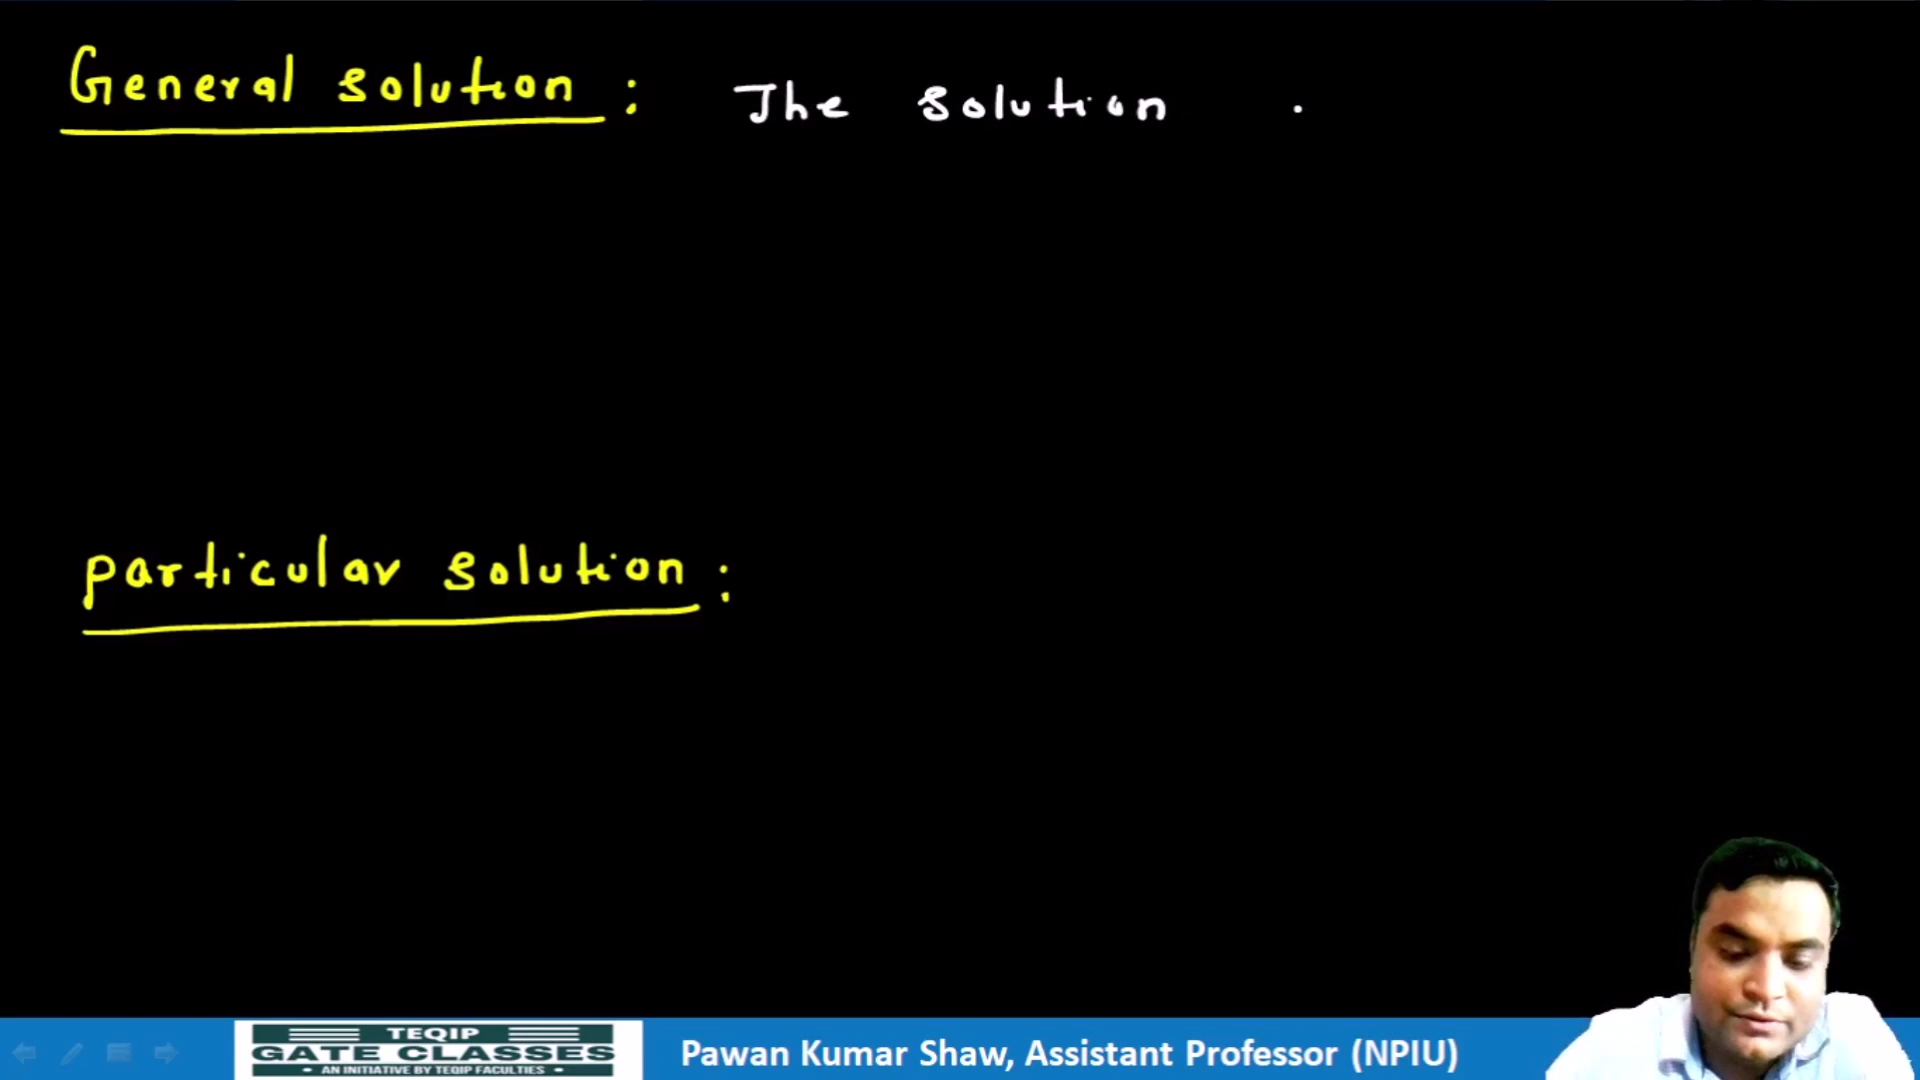 General solution : The solution .
particular solution :
TEQIP
GATE CLASSES
• AN INITIATIVE BY TEQIP FACULTIES •
Pawan Kumar Shaw, Assistant Professor (NPIU)